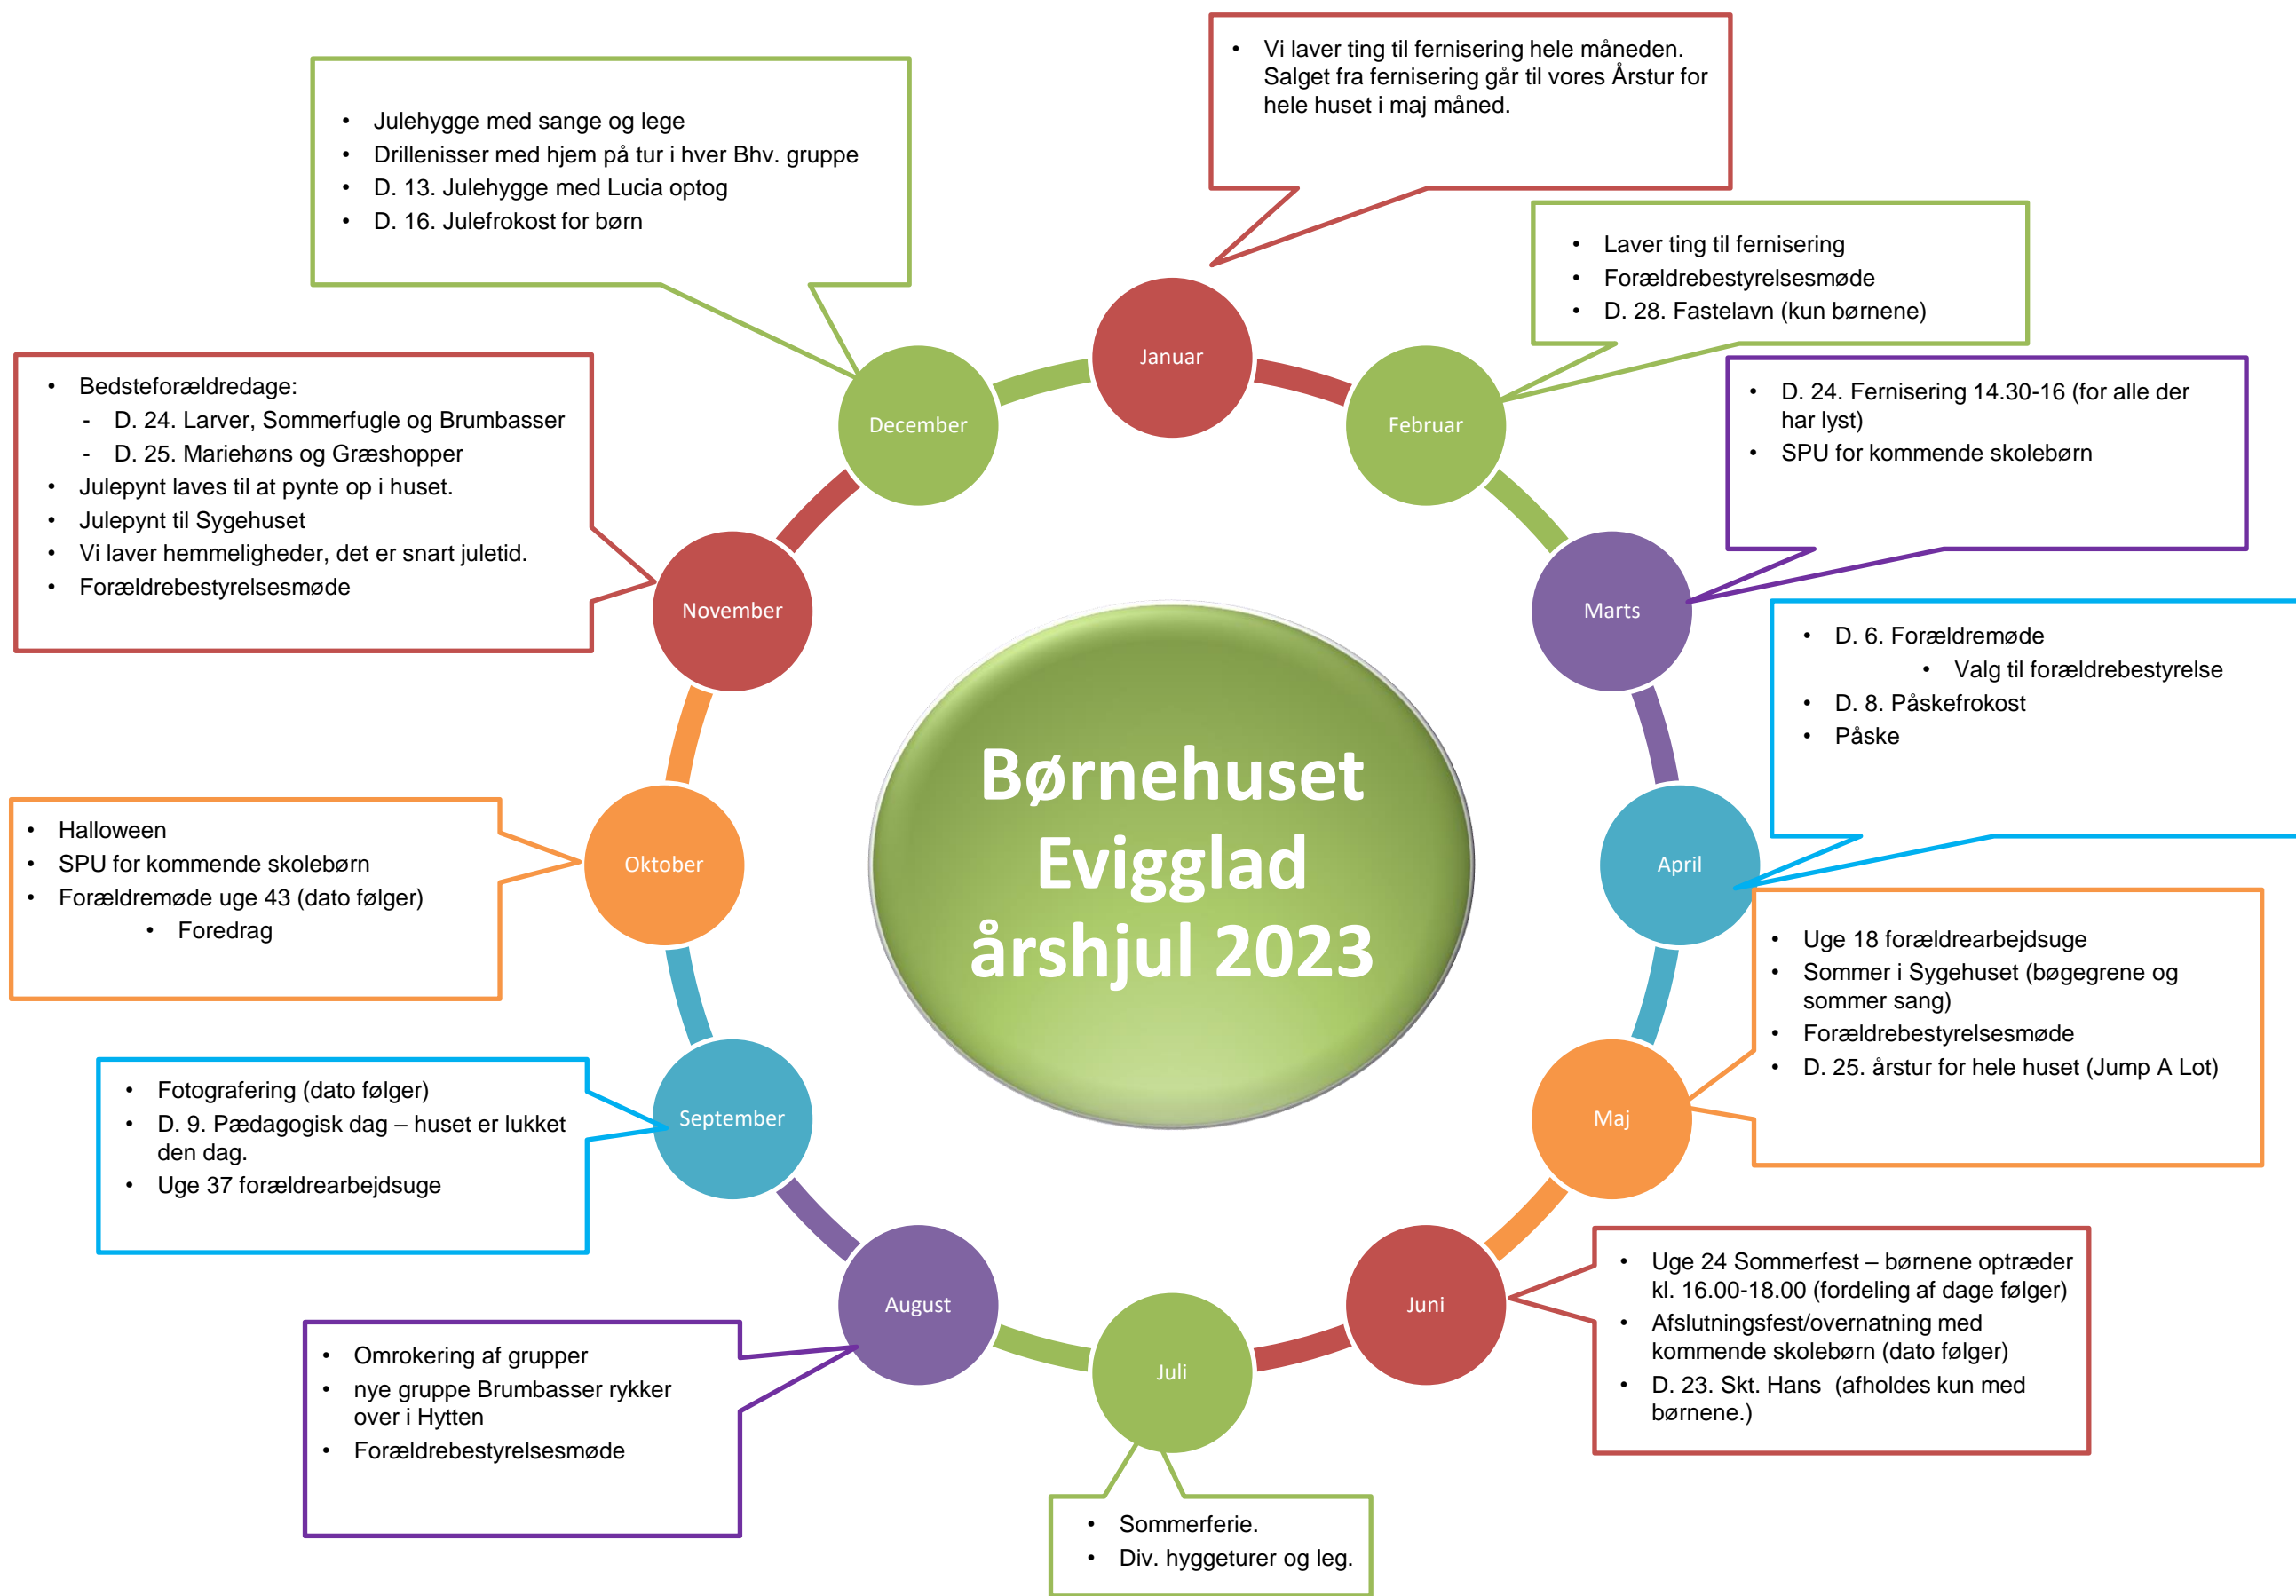 Børnehuset
Evigglad
årshjul 2023
Januar
• Vi laver ting til fernisering hele måneden.
Salget fra fernisering går til vores Årstur for
hele huset i maj måned.
Februar
• Laver ting til fernisering
• Forældrebestyrelsesmøde
• D. 28. Fastelavn (kun børnene)
Marts
• D. 24. Fernisering 14.30-16 (for alle der
har lyst)
• SPU for kommende skolebørn
April
• D. 6. Forældremøde
• Valg til forældrebestyrelse
• D. 8. Påskefrokost
• Påske
Maj
• Uge 18 forældrearbejdsuge
• Sommer i Sygehuset (bøgegrene og
sommer sang)
• Forældrebestyrelsesmøde
• D. 25. årstur for hele huset (Jump A Lot)
Juni
• Uge 24 Sommerfest – børnene optræder
kl. 16.00-18.00 (fordeling af dage følger)
• Afslutningsfest/overnatning med
kommende skolebørn (dato følger)
• D. 23. Skt. Hans (afholdes kun med
børnene.)
Juli
• Sommerferie.
• Div. hyggeturer og leg.
August
• Omrokering af grupper
• nye gruppe Brumbasser rykker
over i Hytten
• Forældrebestyrelsesmøde
September
• Fotografering (dato følger)
• D. 9. Pædagogisk dag – huset er lukket
den dag.
• Uge 37 forældrearbejdsuge
Oktober
• Halloween
• SPU for kommende skolebørn
• Forældremøde uge 43 (dato følger)
• Foredrag
November
• Bedsteforældredage:
- D. 24. Larver, Sommerfugle og Brumbasser
- D. 25. Mariehøns og Græshopper
• Julepynt laves til at pynte op i huset.
• Julepynt til Sygehuset
• Vi laver hemmeligheder, det er snart juletid.
• Forældrebestyrelsesmøde
December
• Julehygge med sange og lege
• Drillenisser med hjem på tur i hver Bhv. gruppe
• D. 13. Julehygge med Lucia optog
• D. 16. Julefrokost for børn